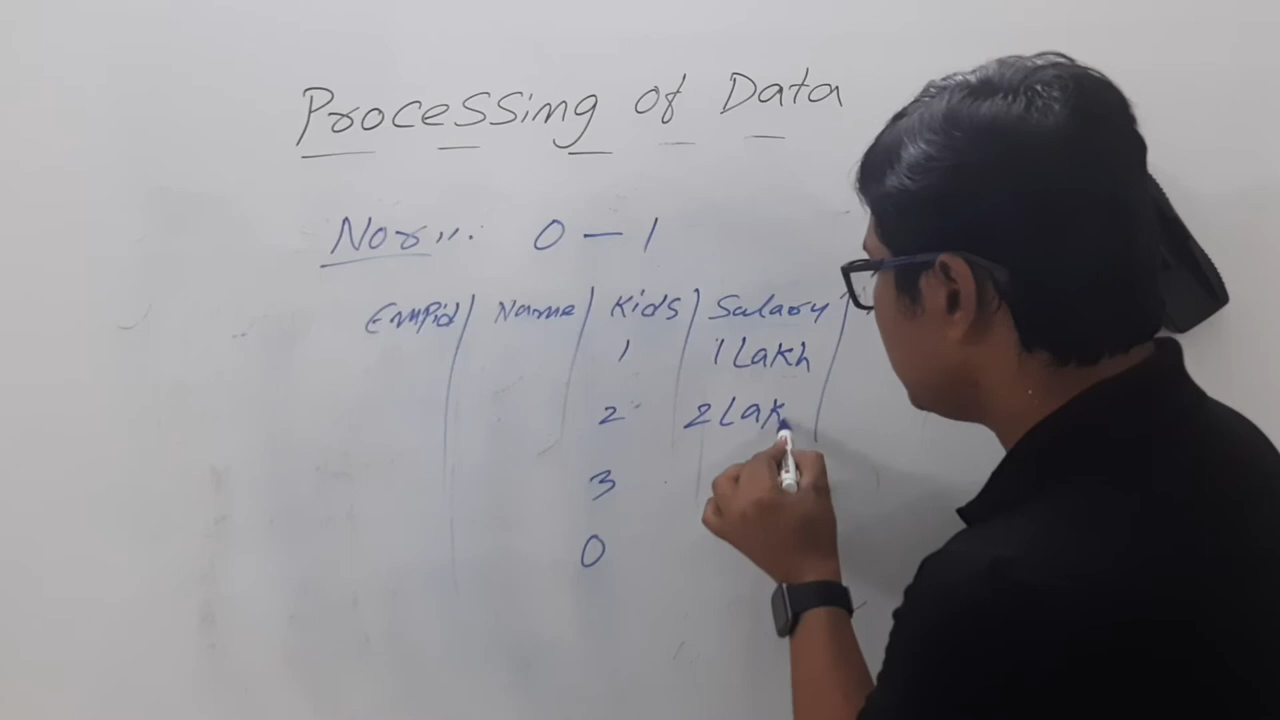 Processing of Data
Nor".. 0 - 1
Empid Name Kids Salary
1 1 Lakh
2 2 Lak
3
0